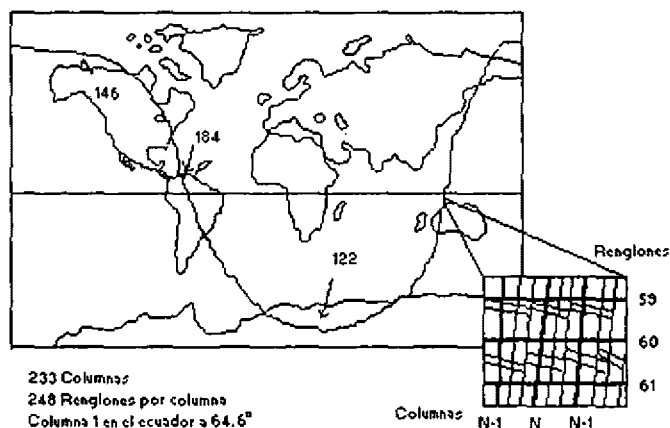 146
184
122
Renglones
59
60
61
233 Columnas
248 Renglones por columna
Columna 1 en el ecuador a 64.6°
Columnas N-1 N N-1